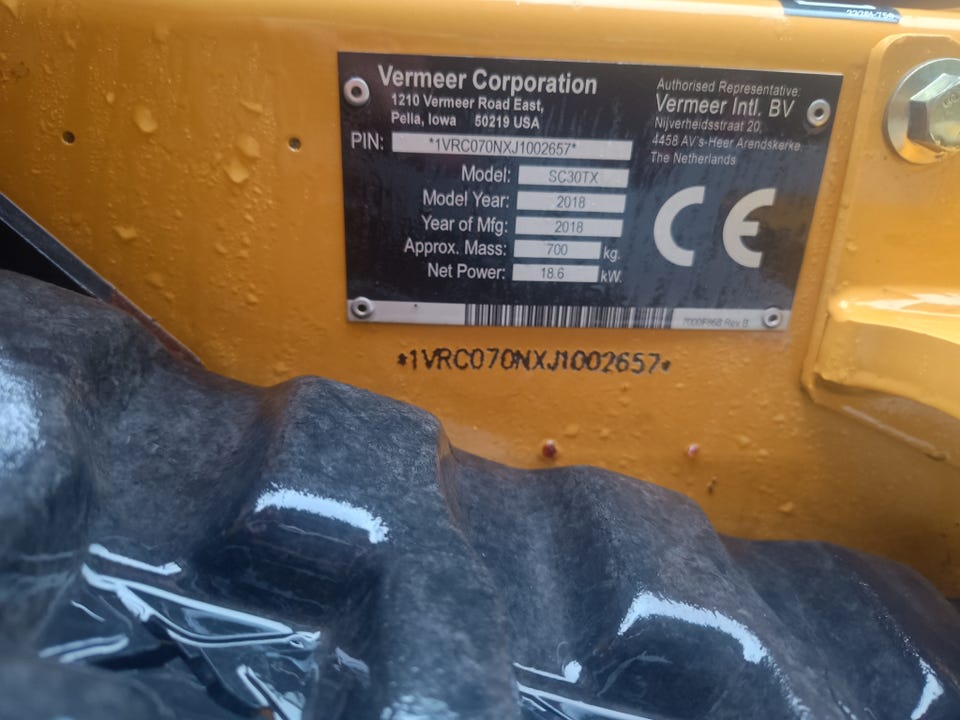 Vermeer Corporation
1210 Vermeer Road East,
Pella, Iowa 50219 USA
PIN: *1VRC070NXJ1002657*
Model: SC30TX
Model Year: 2018
Year of Mfg: 2018
Approx. Mass: 700 kg.
Net Power: 18.6 kW.
Authorised Representative:
Vermeer Intl. BV
Nijverheidsstraat 20,
4458 AV's-Heer Arendskerke,
The Netherlands
CE
*1VRC070NXJ1002657*